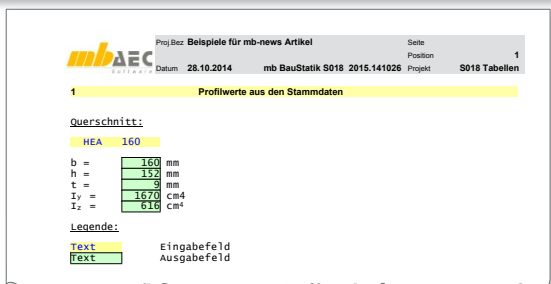 mbAEC
Software
Proj.Bez Beispiele für mb-news Artikel Seite
Position 1
Datum 28.10.2014 mb BauStatik S018 2015.141026 Projekt S018 Tabellen
1 Profilwerte aus den Stammdaten
Querschnitt:
HEA 160
b = 160 mm
h = 152 mm
t = 9 mm
Iy = 1670 cm4
Iz = 616 cm⁴
Legende:
Text Eingabefeld
Text Ausgabefeld